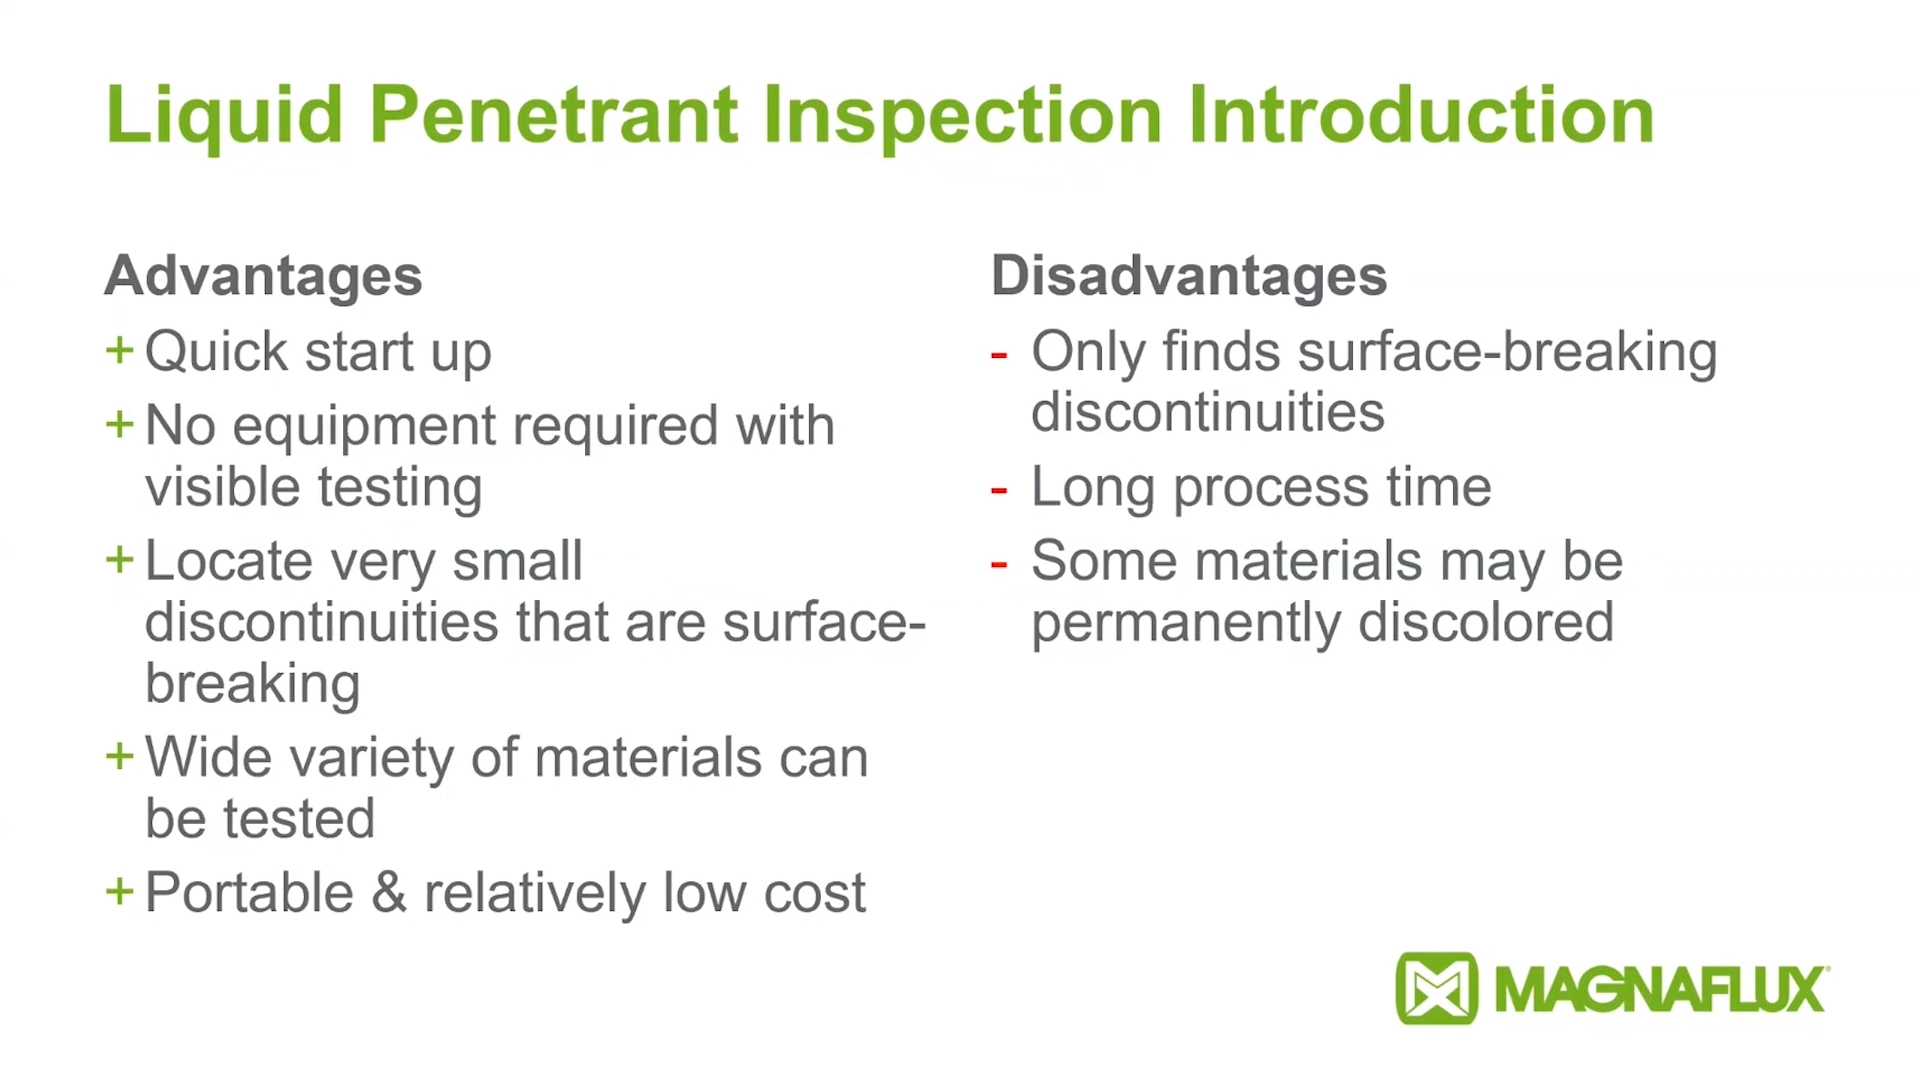 Liquid Penetrant Inspection Introduction
Advantages
+ Quick start up
+ No equipment required with
visible testing
+ Locate very small
discontinuities that are surface-
breaking
+ Wide variety of materials can
be tested
+ Portable & relatively low cost
Disadvantages
- Only finds surface-breaking
discontinuities
- Long process time
- Some materials may be
permanently discolored
MAGNAFLUX